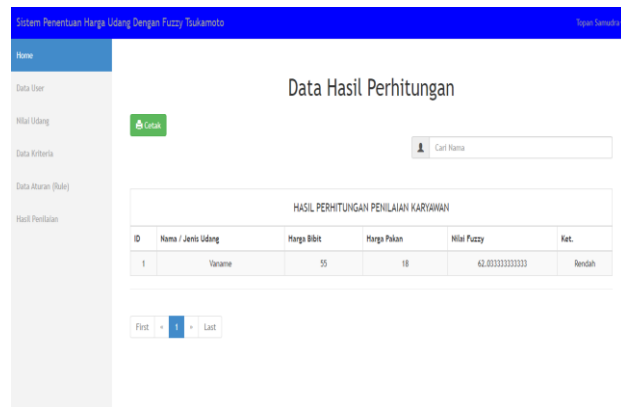 Sistem Penentuan Harga Udang Dengan Fuzzy Tsukamoto
Topan Samudra
Home
Data User
Nilai Udang
Data Kriteria
Data Aturan (Rule)
Hasil Penilaian
Data Hasil Perhitungan
Cetak
Cari Nama
HASIL PERHITUNGAN PENILAIAN KARYAWAN
ID Nama / Jenis Udang Harga Bibit Harga Pakan Nilai Fuzzy Ket.
1 Vaname 55 18 62.033333333333 Rendah
First « 1 » Last